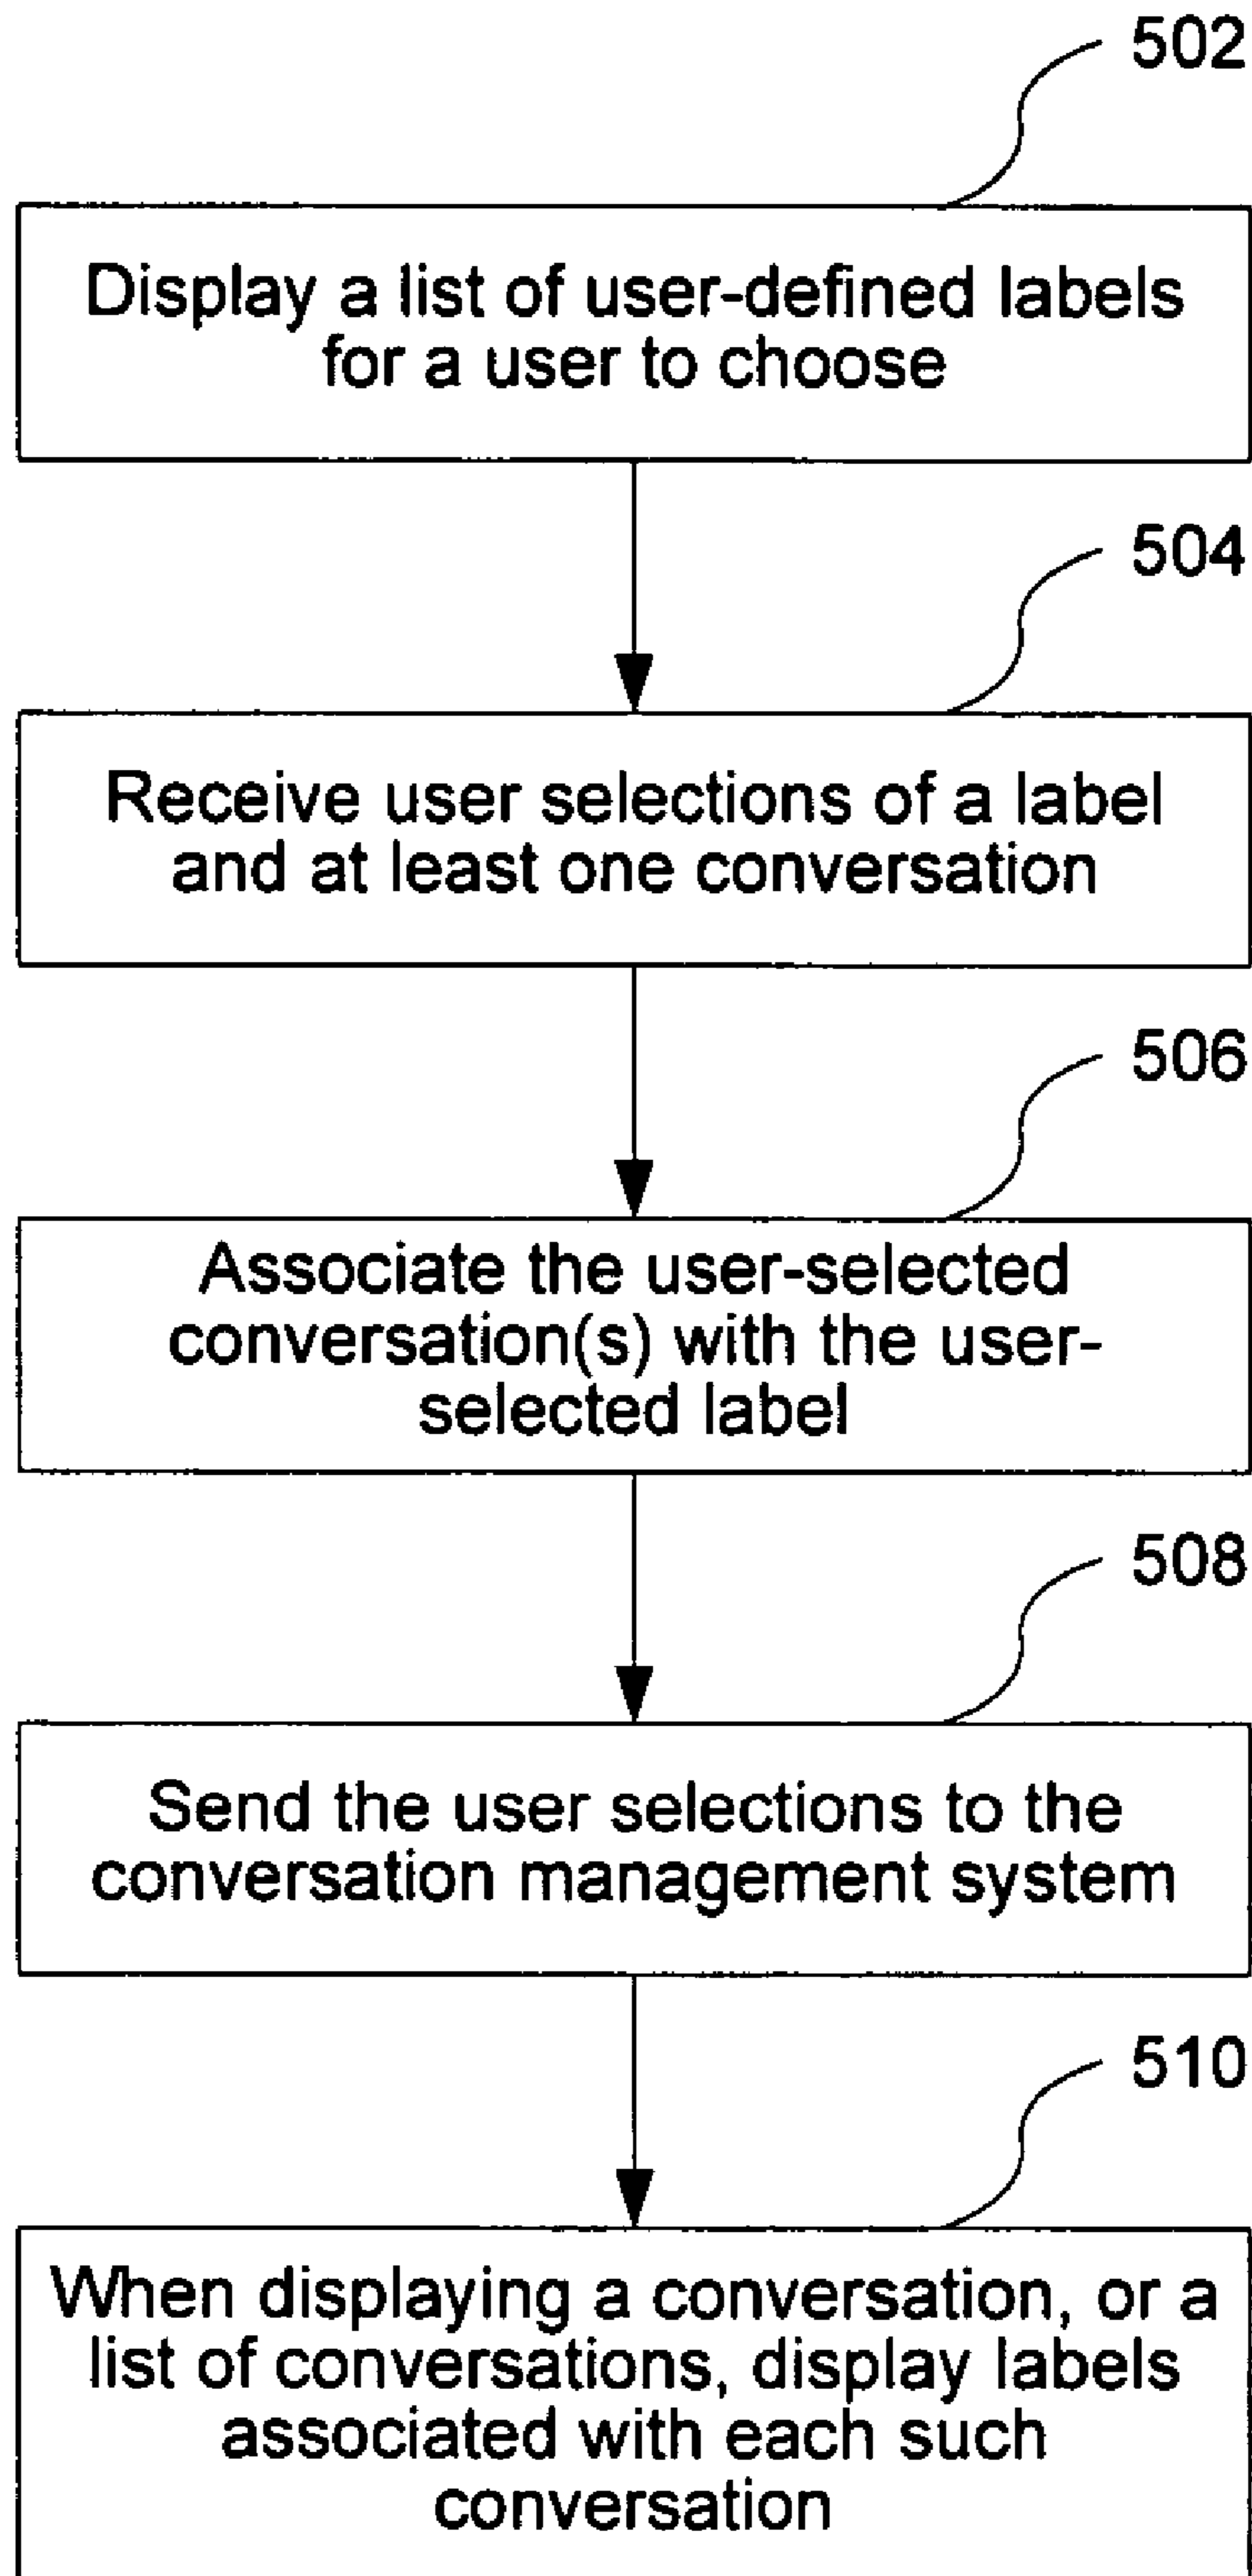 502
Display a list of user-defined labels
for a user to choose
504
Receive user selections of a label
and at least one conversation
506
Associate the user-selected
conversation(s) with the user-
selected label
508
Send the user selections to the
conversation management system
510
When displaying a conversation, or a
list of conversations, display labels
associated with each such
conversation